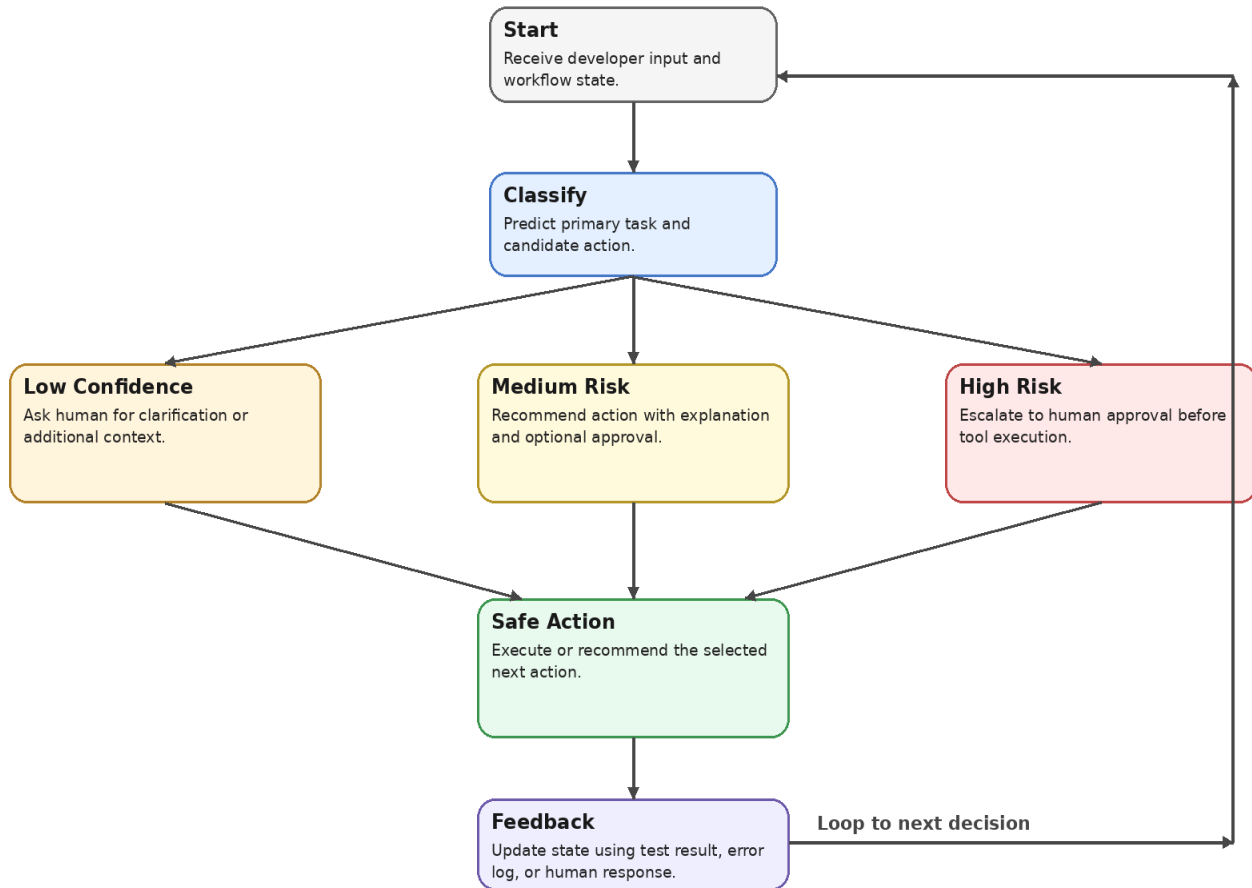 Start
Receive developer input and
workflow state.
Classify
Predict primary task and
candidate action.
Low Confidence
Ask human for clarification or
additional context.
Medium Risk
Recommend action with explanation
and optional approval.
High Risk
Escalate to human approval before
tool execution.
Safe Action
Execute or recommend the selected
next action.
Feedback
Update state using test result, error
log, or human response.
Loop to next decision